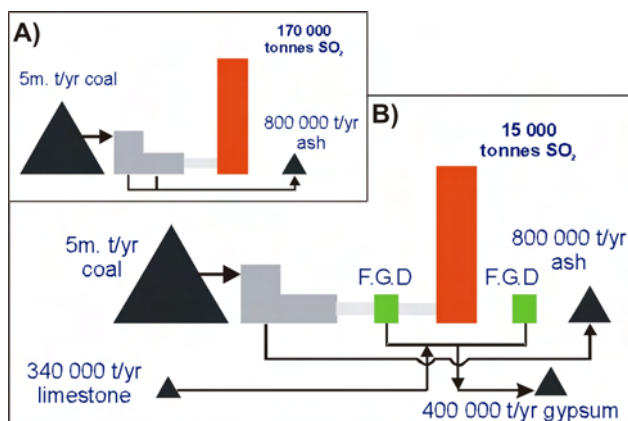 A)
170 000
tonnes SO₂
5m. t/yr coal
800 000 t/yr
ash
B)
15 000
tonnes SO₂
5m. t/yr
coal
F.G.D
F.G.D
800 000 t/yr
ash
340 000 t/yr
limestone
400 000 t/yr gypsum